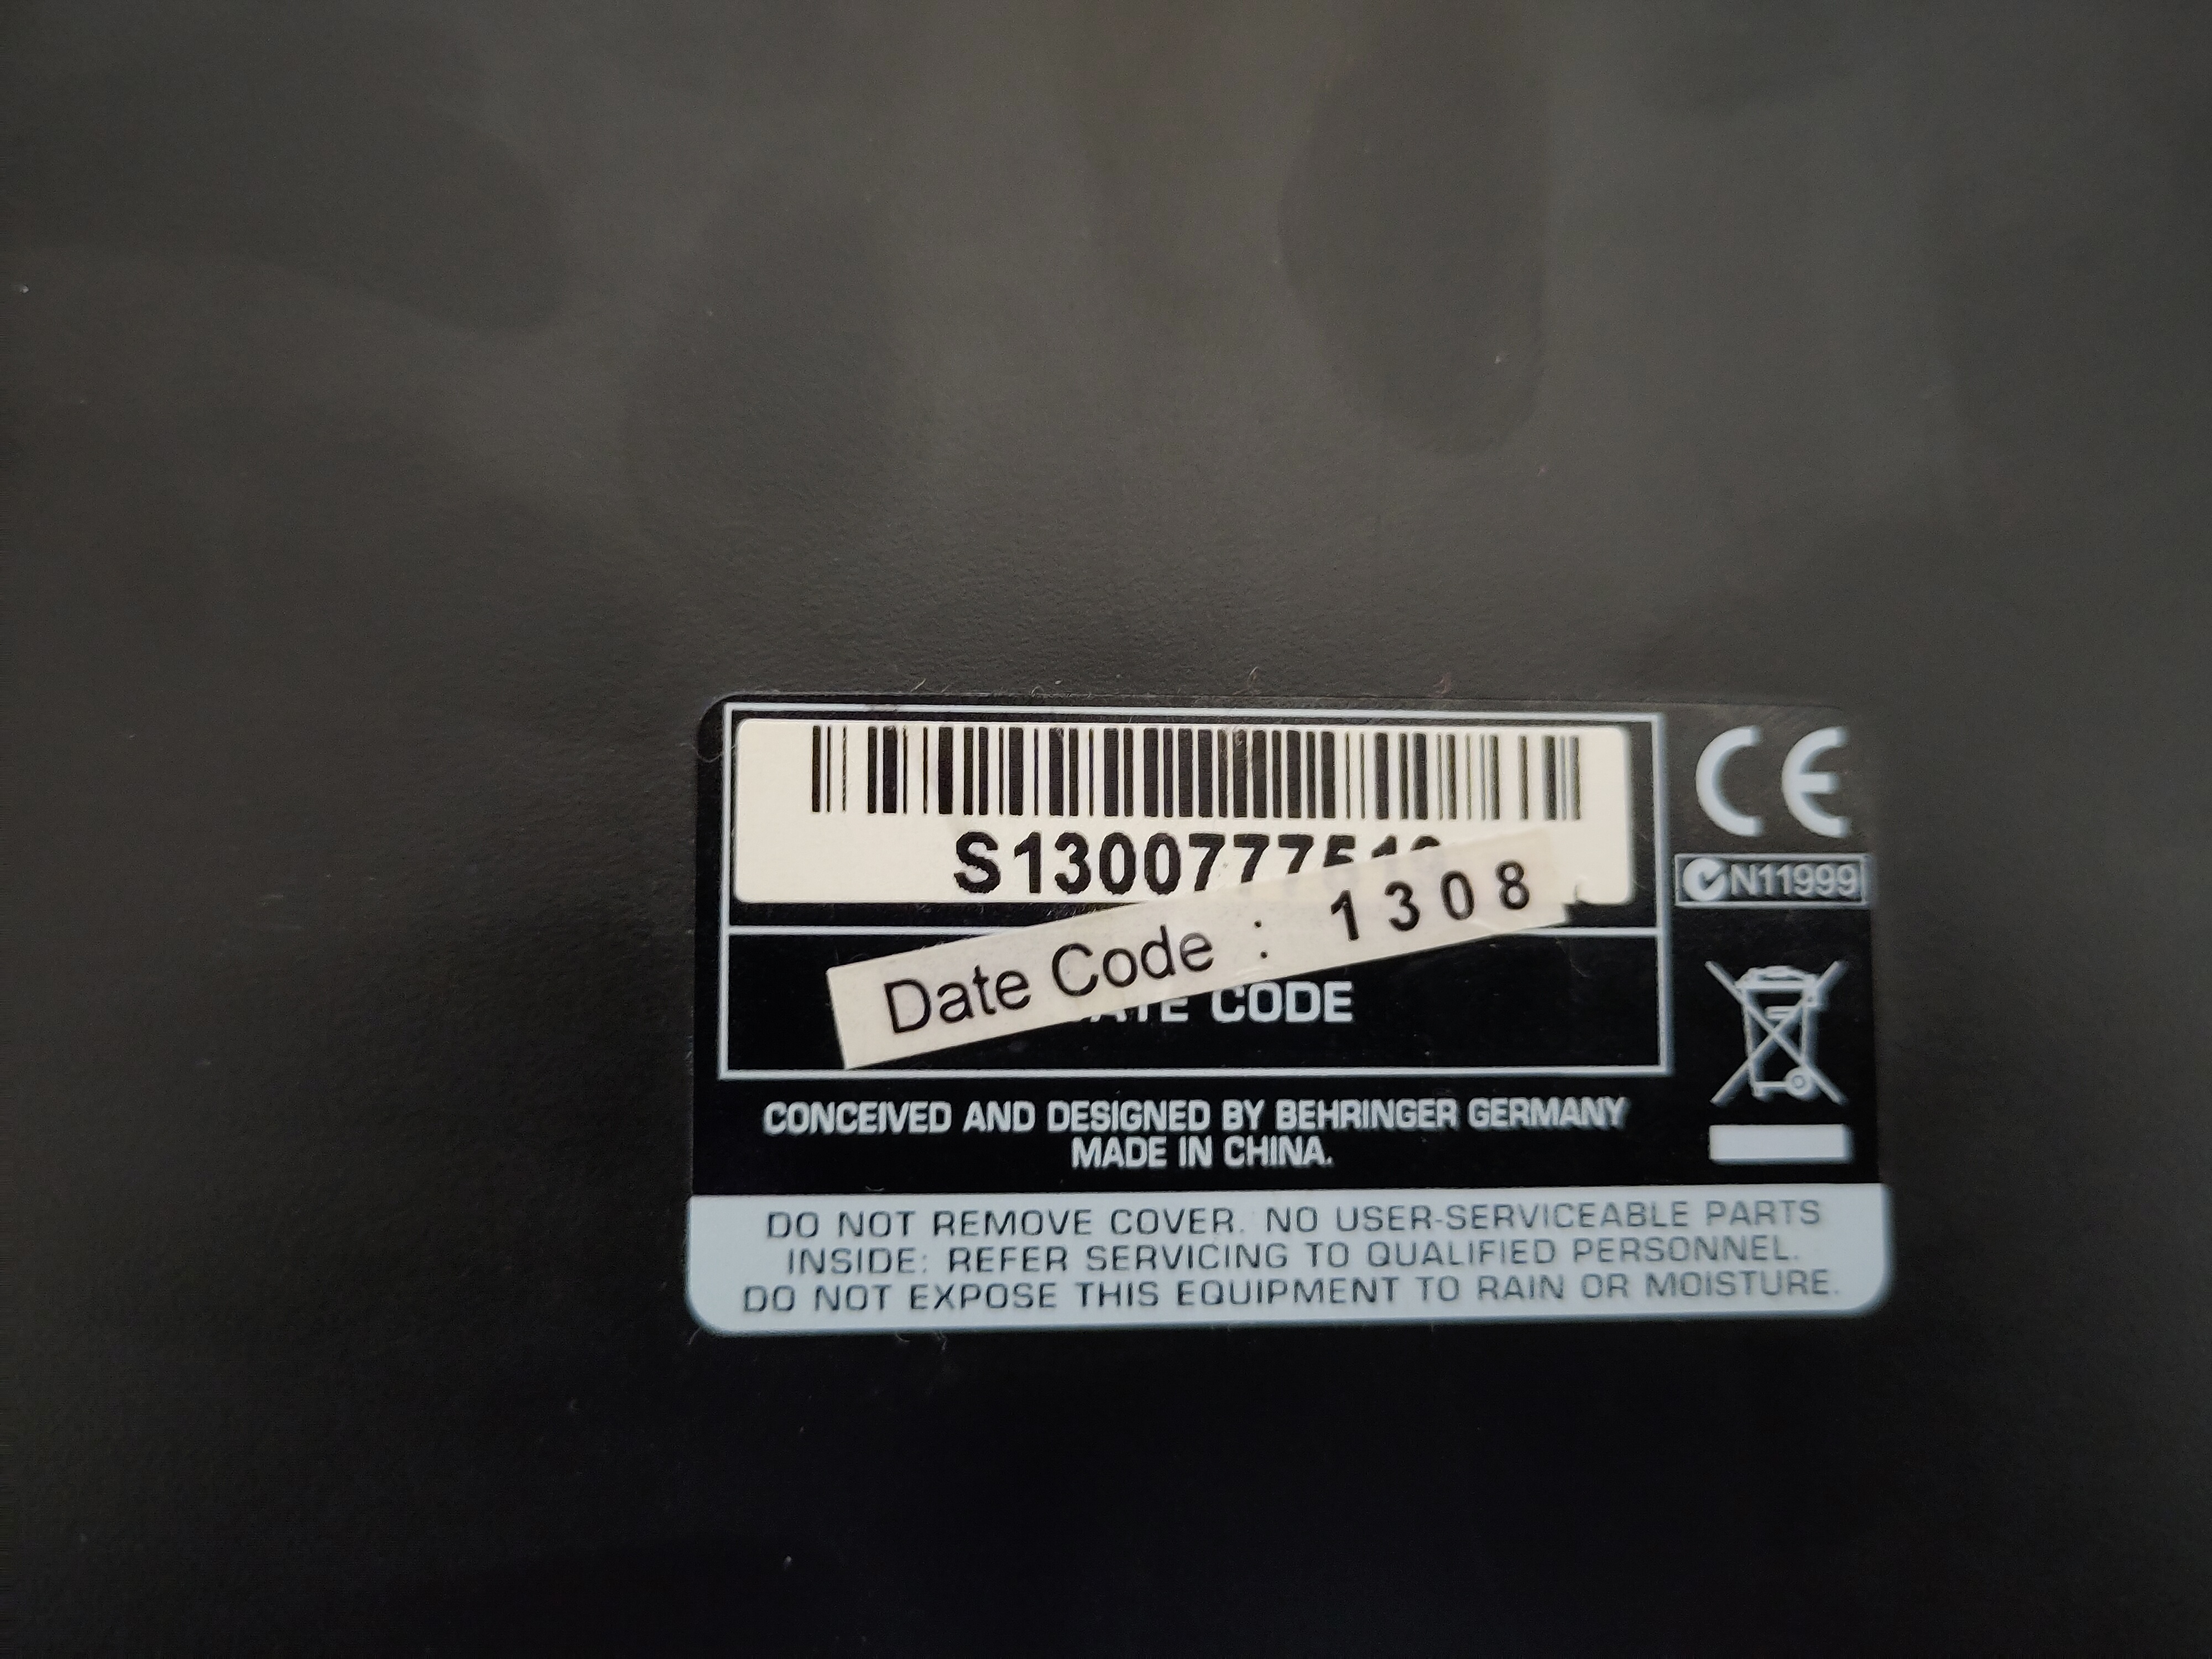 CE
N11999
Date Code : 1308
CODE
CONCEIVED AND DESIGNED BY BEHRINGER GERMANY
MADE IN CHINA.
DO NOT REMOVE COVER. NO USER-SERVICEABLE PARTS
INSIDE: REFER SERVICING TO QUALIFIED PERSONNEL.
DO NOT EXPOSE THIS EQUIPMENT TO RAIN OR MOISTURE.